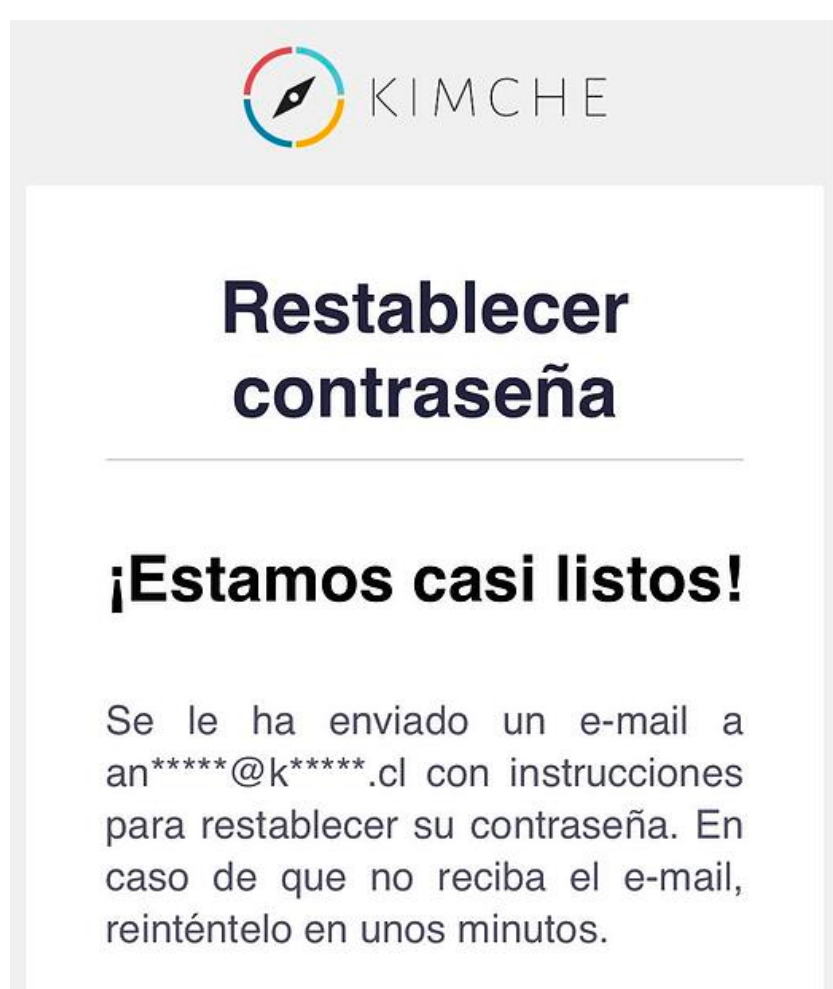 KIMCHE
Restablecer
contraseña
¡Estamos casi listos!
Se le ha enviado un e-mail a
an*****@k*****.cl con instrucciones
para restablecer su contraseña. En
caso de que no reciba el e-mail,
reinténtelo en unos minutos.